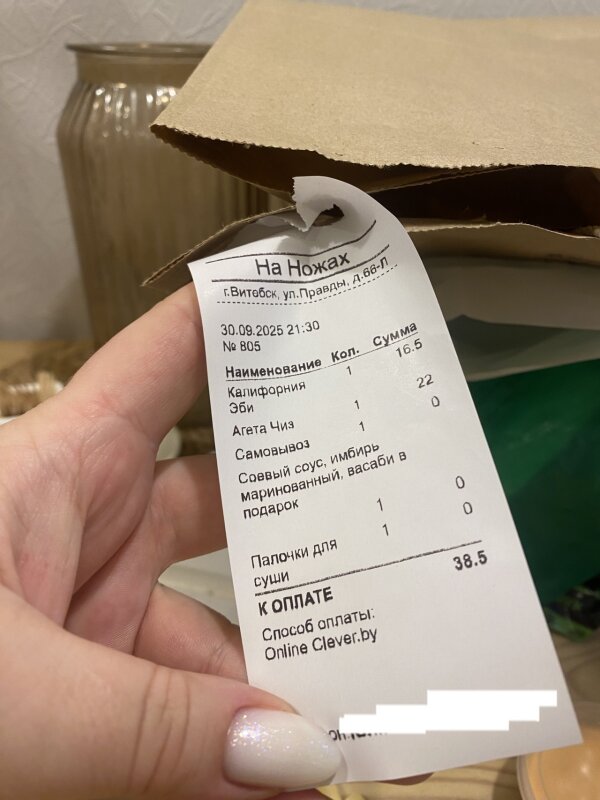 На Ножах
г.Витебск, ул.Правды, д.66-Л
30.09.2025 21:30
№ 805
Наименование Кол. Сумма
Калифорния 1 16.5
Эби
Агета Чиз 1 22
Самовывоз 1 0
Соевый соус, имбирь
маринованный, васаби в
подарок 1 0
Палочки для 1 0
суши
К ОПЛАТЕ 38.5
Способ оплаты:
Online Clever.by